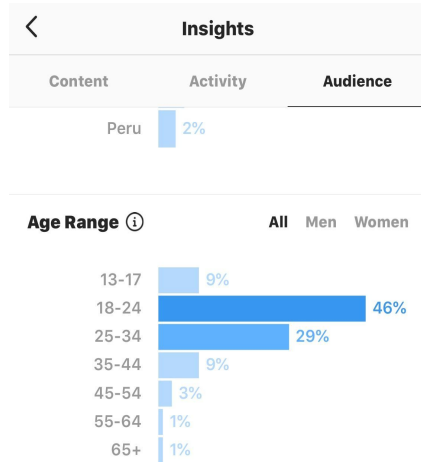 Insights
Content Activity Audience
Peru 2%
Age Range All Men Women
13-17 9%
18-24 46%
25-34 29%
35-44 9%
45-54 3%
55-64 1%
65+ 1%